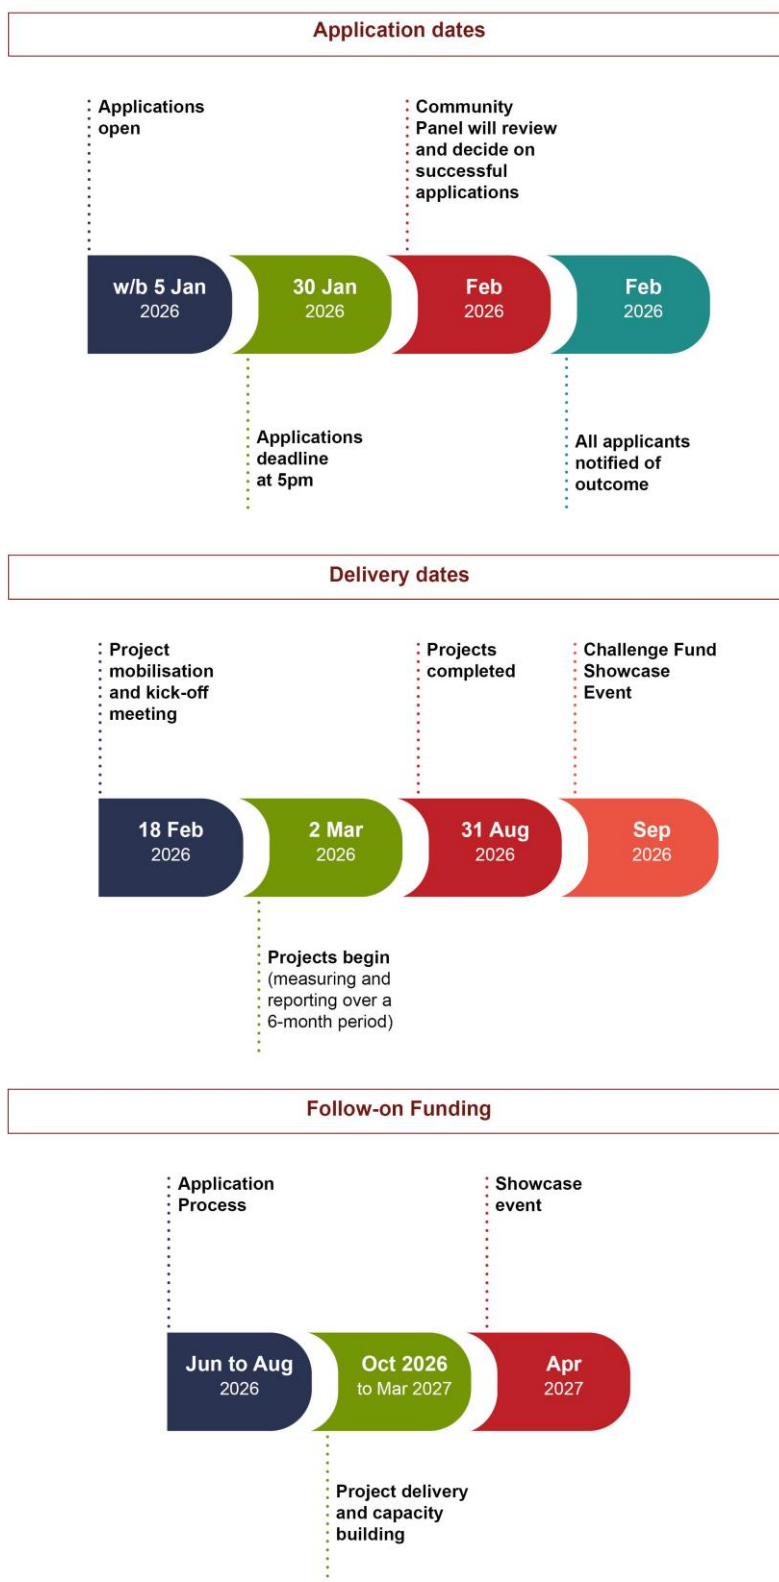 Application dates
Applications
open
Community
Panel will review
and decide on
successful
applications
w/b 5 Jan
2026
30 Jan
2026
Feb
2026
Feb
2026
Applications
deadline
at 5pm
All applicants
notified of
outcome
Delivery dates
Project
mobilisation
and kick-off
meeting
Projects
completed
Challenge Fund
Showcase
Event
18 Feb
2026
2 Mar
2026
31 Aug
2026
Sep
2026
Projects begin
(measuring and
reporting over a
6-month period)
Follow-on Funding
Application
Process
Showcase
event
Jun to Aug
2026
Oct 2026
to Mar 2027
Apr
2027
Project delivery
and capacity
building